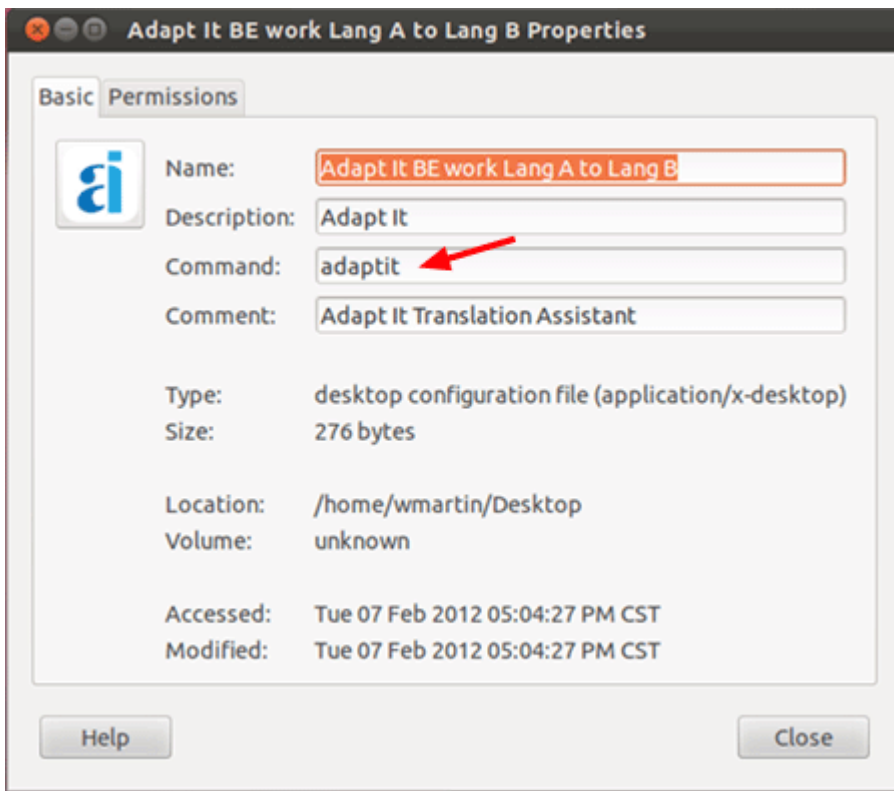 Adapt It BE work Lang A to Lang B Properties
Basic Permissions
Name: Adapt It BE work Lang A to Lang B
Description: Adapt It
Command: adaptit
Comment: Adapt It Translation Assistant
Type: desktop configuration file (application/x-desktop)
Size: 276 bytes
Location: /home/wmartin/Desktop
Volume: unknown
Accessed: Tue 07 Feb 2012 05:04:27 PM CST
Modified: Tue 07 Feb 2012 05:04:27 PM CST
Help Close